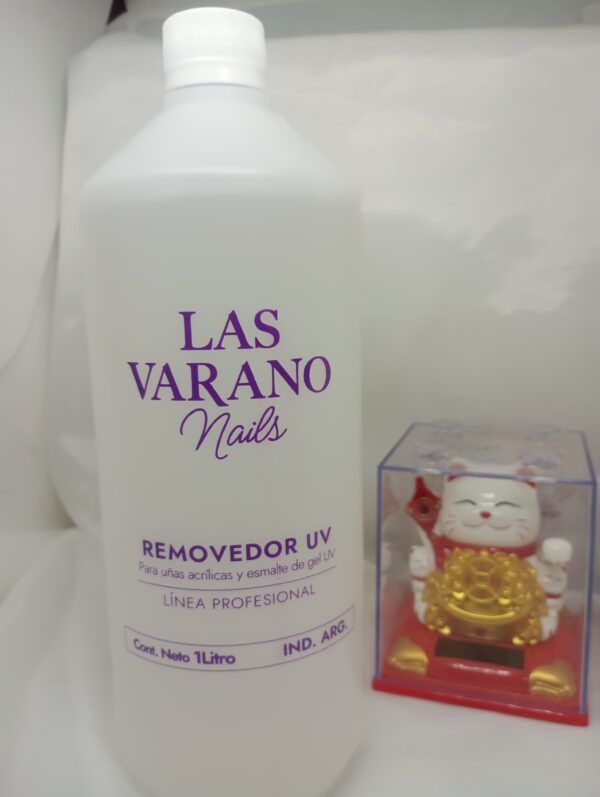 LAS
VARANO
Nails
REMOVEDOR UV
Para uñas acrílicas y esmalte de gel UV
LÍNEA PROFESIONAL
Cont. Neto 1Litro IND. ARG.